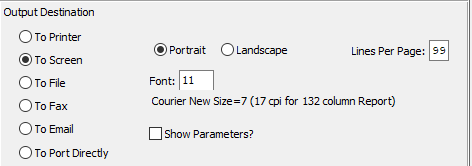 Output Destination
To Printer
To Screen
To File
To Fax
To Email
To Port Directly
Portrait Landscape Lines Per Page: 99
Font: 11
Courier New Size=7 (17 cpi for 132 column Report)
Show Parameters?